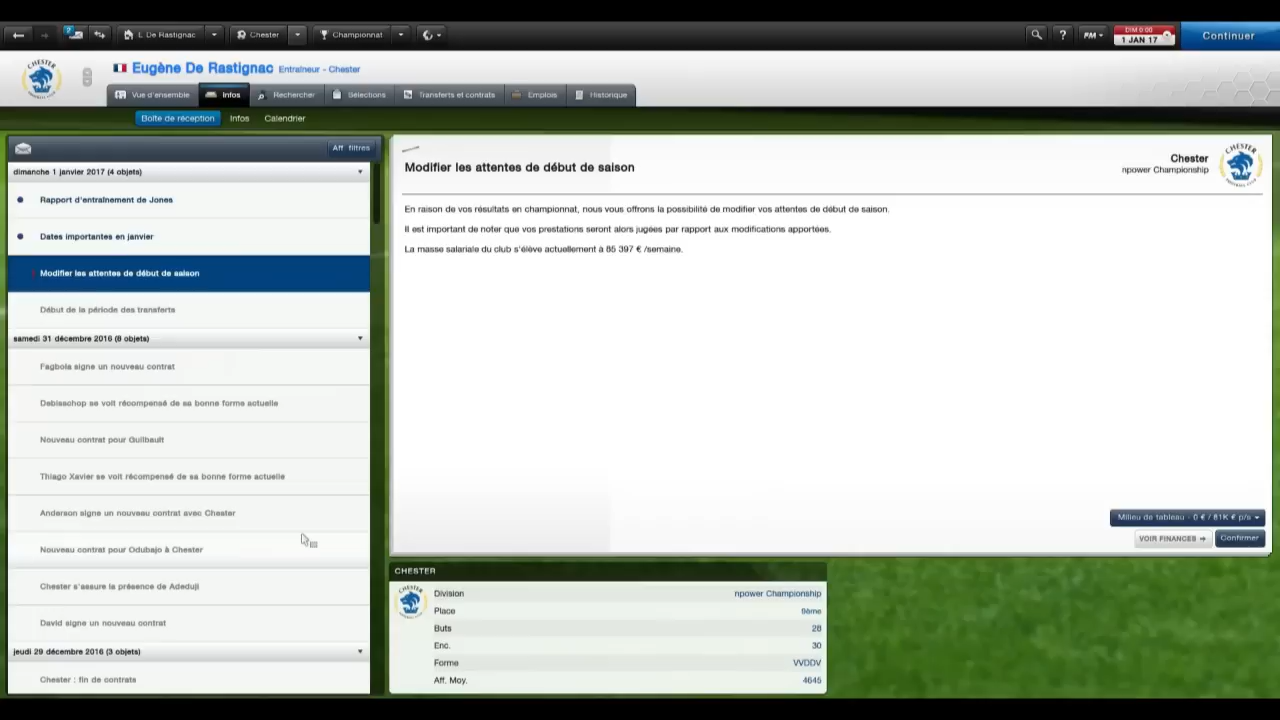 L. De Rastignac
Chester
Championnat
?
FM
DIM 0:00
1 JAN 17
Continuer
CHESTER
Eugène De Rastignac Entraîneur - Chester
Vue d'ensemble
Infos
Rechercher
Sélections
Transferts et contrats
Emplois
Historique
Boîte de réception
Infos
Calendrier
Aff. filtres
dimanche 1 janvier 2017 (4 objets)
Rapport d'entraînement de Jones
Dates importantes en janvier
Modifier les attentes de début de saison
Début de la période des transferts
samedi 31 décembre 2016 (8 objets)
Fagbola signe un nouveau contrat
Debisschop se voit récompensé de sa bonne forme actuelle
Nouveau contrat pour Guilbault
Thiago Xavier se voit récompensé de sa bonne forme actuelle
Anderson signe un nouveau contrat avec Chester
Nouveau contrat pour Odubajo à Chester
Chester s'assure la présence de Adeduji
David signe un nouveau contrat
jeudi 29 décembre 2016 (3 objets)
Chester : fin de contrats
Modifier les attentes de début de saison
Chester
npower Championship
CHESTER
En raison de vos résultats en championnat, nous vous offrons la possibilité de modifier vos attentes de début de saison.
Il est important de noter que vos prestations seront alors jugées par rapport aux modifications apportées.
La masse salariale du club s'élève actuellement à 85 397 € /semaine.
Milieu de tableau - 0 € / 81K € p/s
VOIR FINANCES
Confirmer
CHESTER
CHESTER
Division npower Championship
Place 9ème
Buts 28
Enc. 30
Forme VVDDV
Aff. Moy. 4645